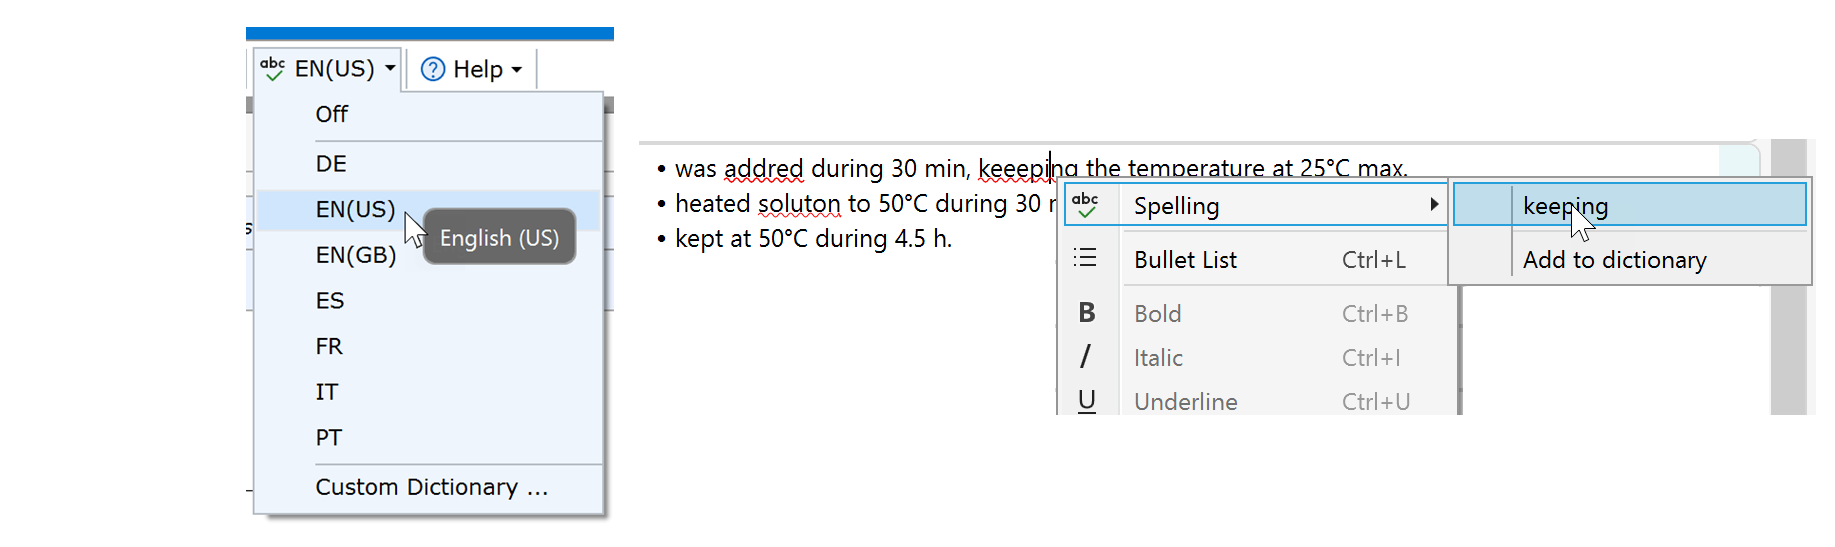 abc EN(US) Help
Off
DE
EN(US)
English (US)
EN(GB)
ES
FR
IT
PT
Custom Dictionary ...
• was addred during 30 min, keeeping the temperature at 25°C max.
• heated soluton to 50°C during 30
• kept at 50°C during 4.5 h.
abc Spelling
Bullet List Ctrl+L
B Bold Ctrl+B
I Italic Ctrl+I
U Underline Ctrl+U
keeping
Add to dictionary